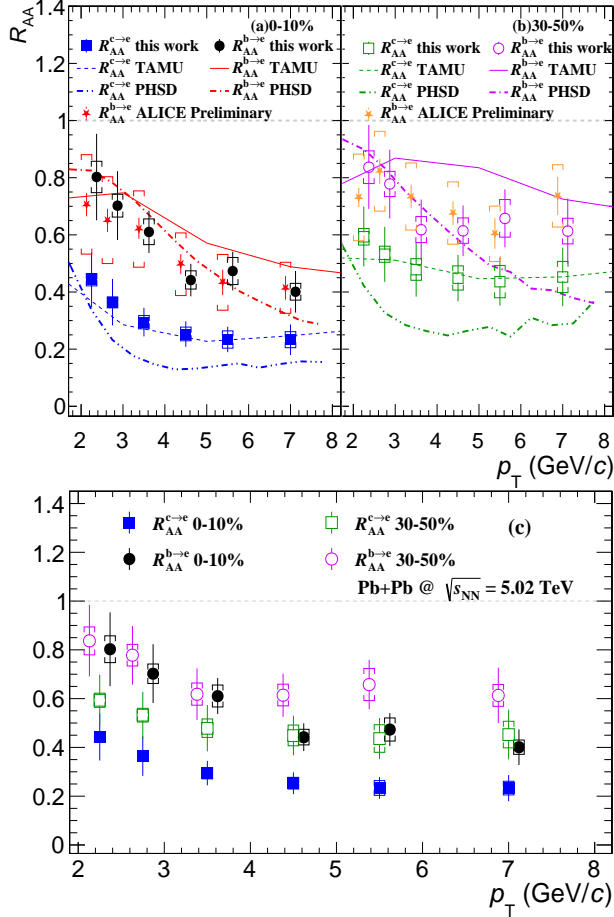 R_AA
(a)0-10%
R_AA^{c→e} this work R_AA^{b→e} this work
R_AA^{c→e} TAMU R_AA^{b→e} TAMU
R_AA^{c→e} PHSD R_AA^{b→e} PHSD
R_AA^{b→e} ALICE Preliminary
1.4
1.2
1
0.8
0.6
0.4
0.2
0
2 3 4 5 6 7 8
(b)30-50%
R_AA^{c→e} this work R_AA^{b→e} this work
R_AA^{c→e} TAMU R_AA^{b→e} TAMU
R_AA^{c→e} PHSD R_AA^{b→e} PHSD
R_AA^{b→e} ALICE Preliminary
2 3 4 5 6 7 8
p_T (GeV/c)
(c)
R_AA^{c→e} 0-10% R_AA^{c→e} 30-50%
R_AA^{b→e} 0-10% R_AA^{b→e} 30-50%
Pb+Pb @ √s_NN = 5.02 TeV
1.4
1.2
1
0.8
0.6
0.4
0.2
0
2 3 4 5 6 7 8
p_T (GeV/c)